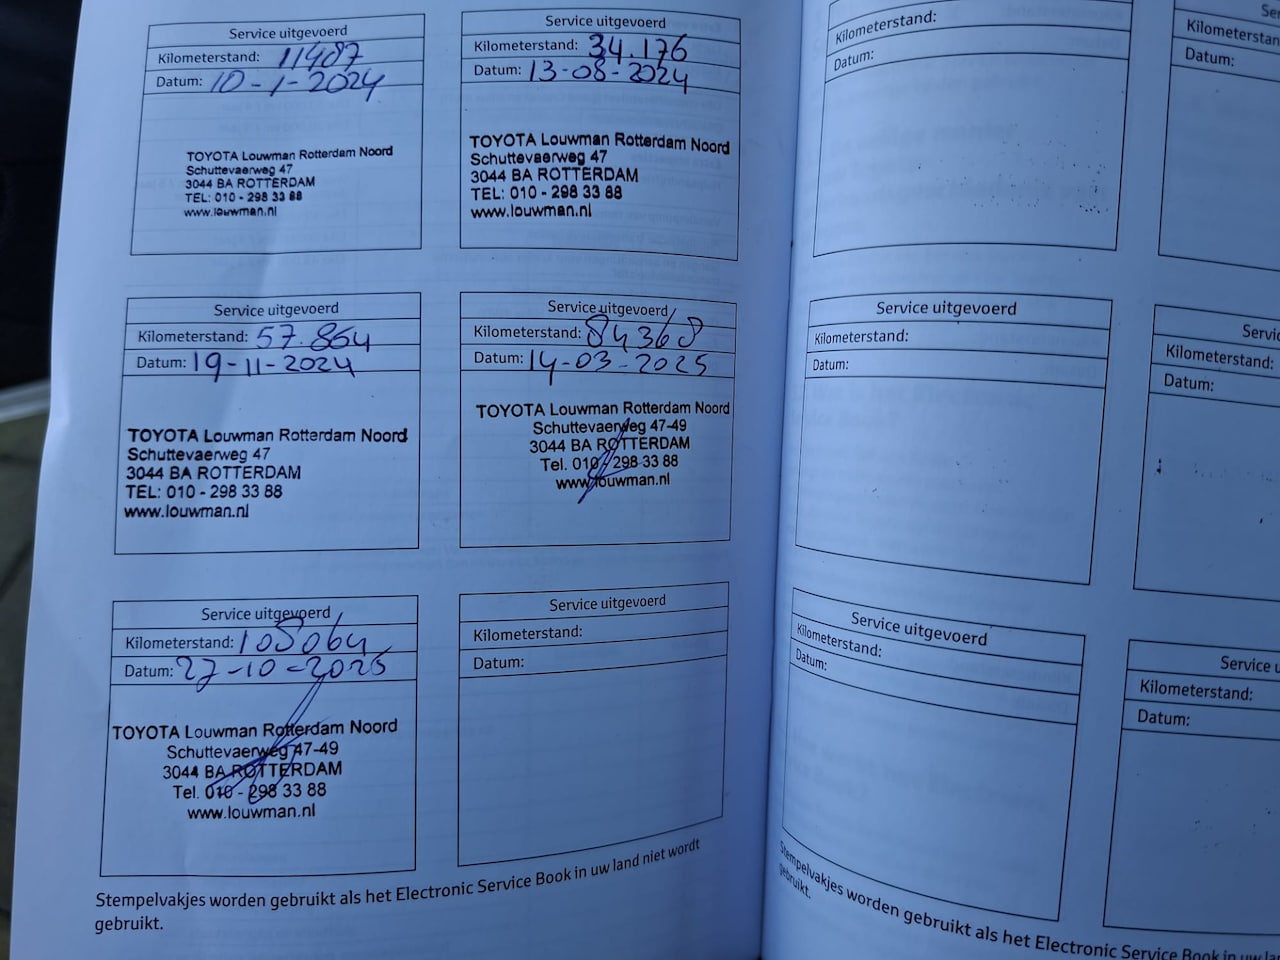 Service uitgevoerd
Kilometerstand: 11487
Datum: 10-1-2024
TOYOTA Louwman Rotterdam Noord
Schuttevaerweg 47
3044 BA ROTTERDAM
TEL: 010 - 298 33 88
www.louwman.nl
Service uitgevoerd
Kilometerstand: 34.176
Datum: 13-08-2024
TOYOTA Louwman Rotterdam Noord
Schuttevaerweg 47
3044 BA ROTTERDAM
TEL: 010 - 298 33 88
www.louwman.nl
Service uitgevoerd
Kilometerstand: 57.864
Datum: 19-11-2024
TOYOTA Louwman Rotterdam Noord
Schuttevaerweg 47
3044 BA ROTTERDAM
TEL: 010 - 298 33 88
www.louwman.nl
Service uitgevoerd
Kilometerstand: 84368
Datum: 14-03-2025
TOYOTA Louwman Rotterdam Noord
Schuttevaerweg 47-49
3044 BA ROTTERDAM
Tel. 010 - 298 33 88
www.louwman.nl
Service uitgevoerd
Kilometerstand: 105064
Datum: 27-10-2025
TOYOTA Louwman Rotterdam Noord
Schuttevaerweg 47-49
3044 BA ROTTERDAM
Tel. 010 - 298 33 88
www.louwman.nl
Service uitgevoerd
Kilometerstand:
Datum:
Stempelvakjes worden gebruikt als het Electronic Service Book in uw land niet wordt
gebruikt.
Kilometerstand:
Datum:
Kilometerstan
Datum:
Service uitgevoerd
Kilometerstand:
Datum:
Servic
Kilometerstand:
Datum:
Service uitgevoerd
Kilometerstand:
Datum:
Service u
Kilometerstand:
Datum:
Stempelvakjes worden gebruikt als het Electronic Service Book in uw land
gebruikt.